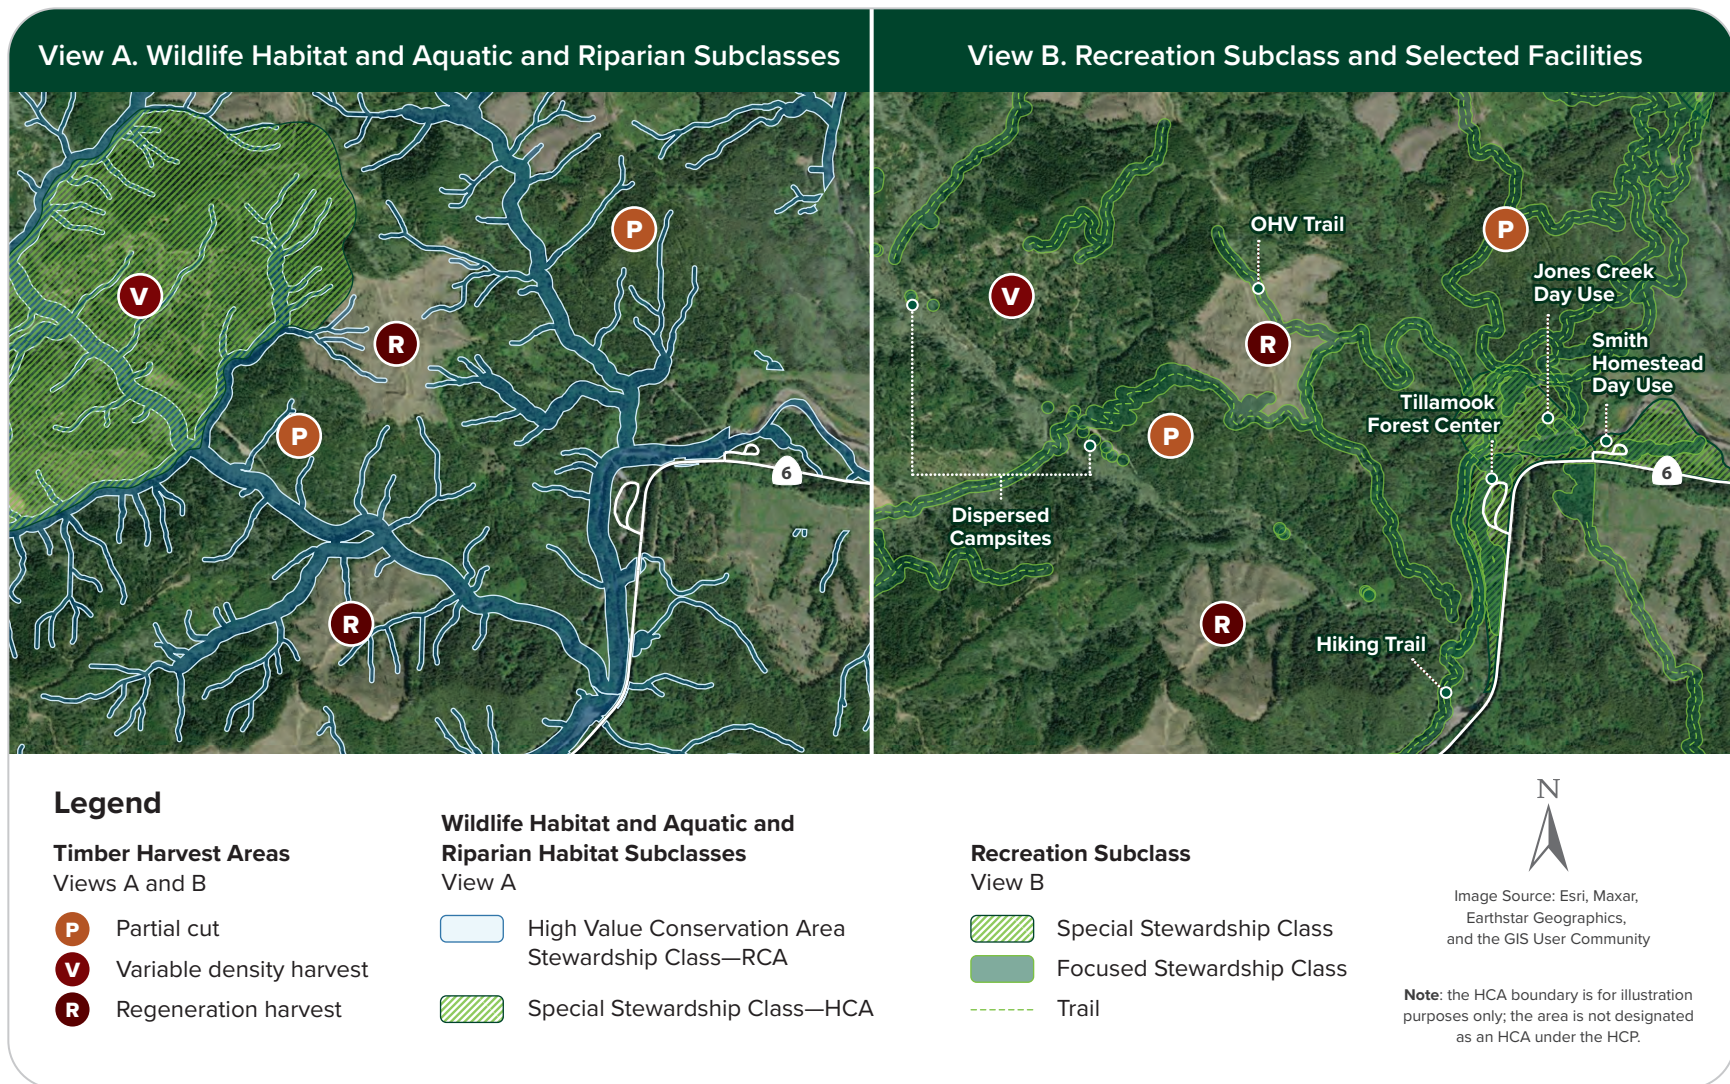 View A. Wildlife Habitat and Aquatic and Riparian Subclasses
View B. Recreation Subclass and Selected Facilities
P
V
R
P
R
6
OHV Trail
P
Jones Creek
Day Use
V
Smith
Homestead
Day Use
R
Tillamook
Forest Center
P
6
Dispersed
Campsites
R
Hiking Trail
Legend
Timber Harvest Areas
Views A and B
P Partial cut
V Variable density harvest
R Regeneration harvest
Wildlife Habitat and Aquatic and
Riparian Habitat Subclasses
View A
High Value Conservation Area
Stewardship Class—RCA
Special Stewardship Class—HCA
Recreation Subclass
View B
Special Stewardship Class
Focused Stewardship Class
Trail
N
Image Source: Esri, Maxar,
Earthstar Geographics,
and the GIS User Community
Note: the HCA boundary is for illustration
purposes only; the area is not designated
as an HCA under the HCP.